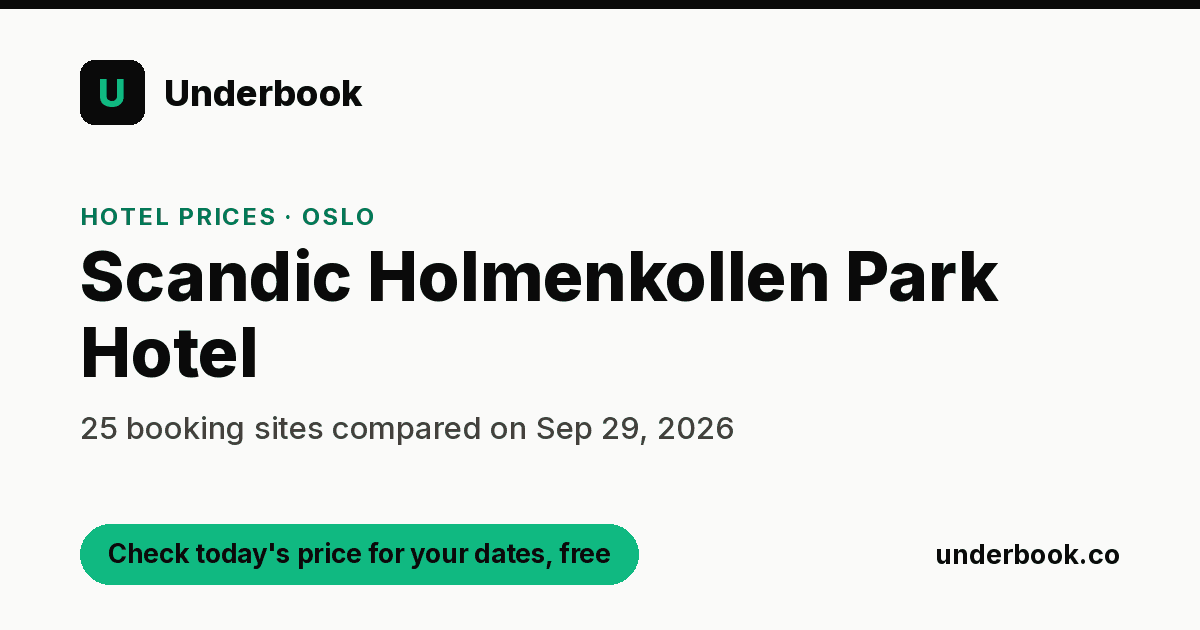 U Underbook
HOTEL PRICES · OSLO
Scandic Holmenkollen Park
Hotel
25 booking sites compared on Sep 29, 2026
Check today's price for your dates, free
underbook.co